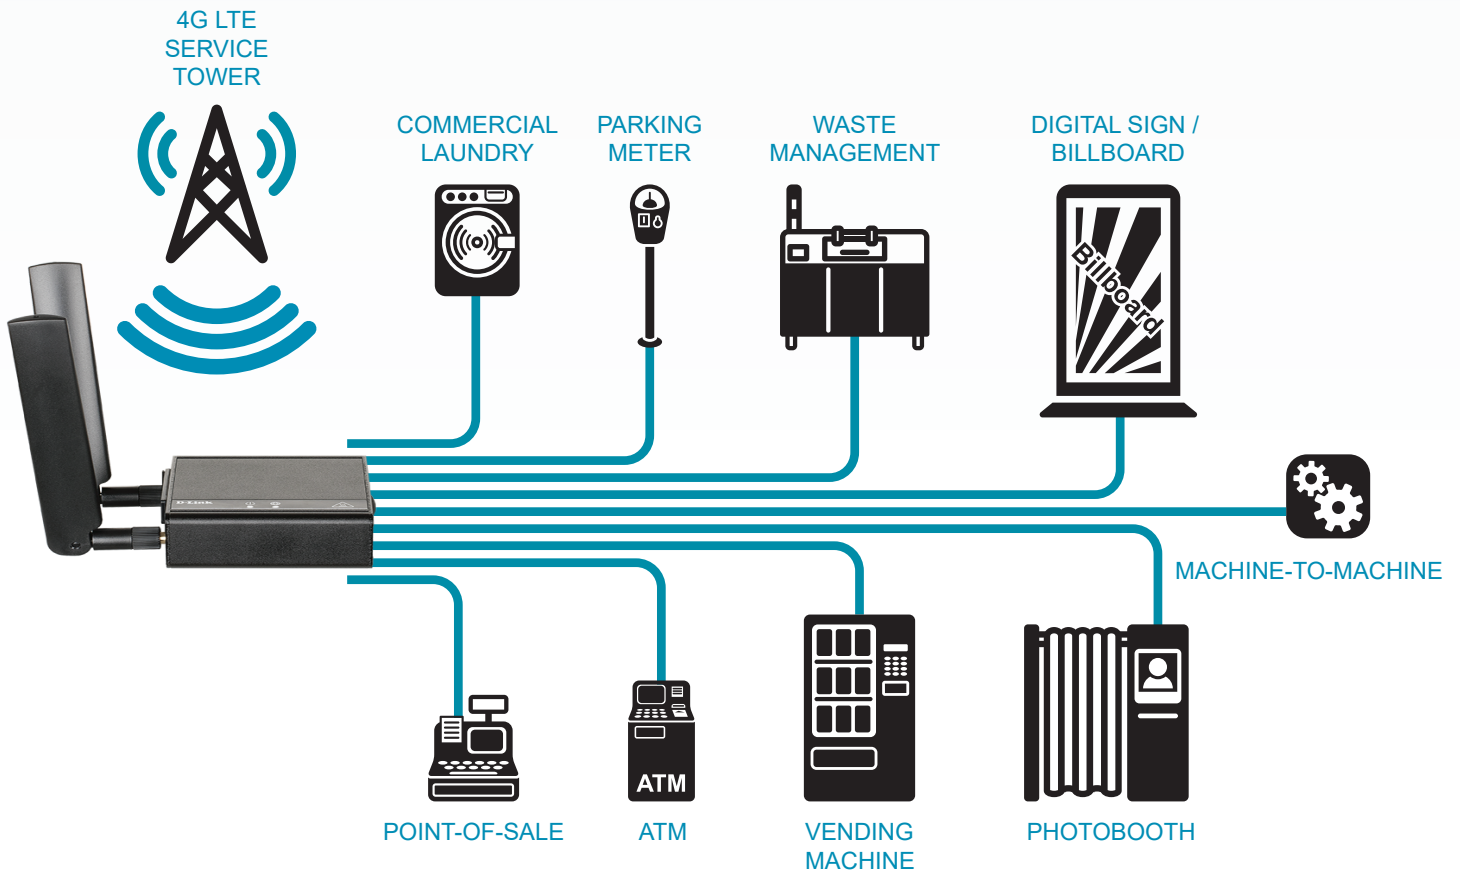 4G LTE
SERVICE
TOWER
COMMERCIAL
LAUNDRY
PARKING
METER
WASTE
MANAGEMENT
DIGITAL SIGN /
BILLBOARD
Billboard
D-Link
MACHINE-TO-MACHINE
ATM
POINT-OF-SALE
ATM
VENDING
MACHINE
PHOTOBOOTH